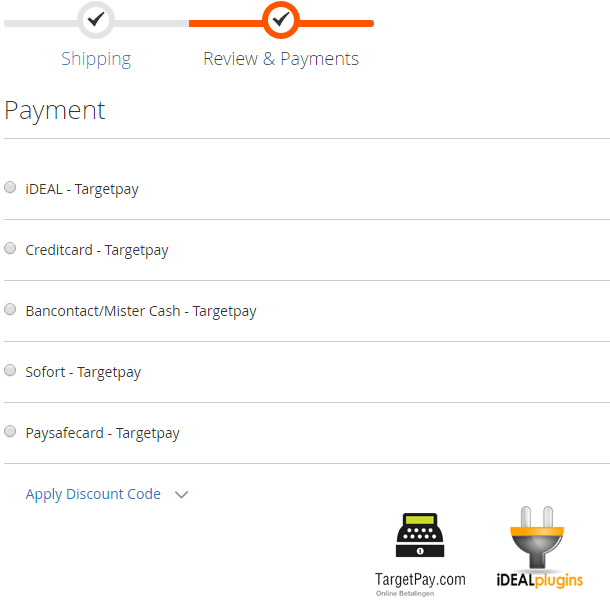 Shipping
Review & Payments
Payment
iDEAL - Targetpay
Creditcard - Targetpay
Bancontact/Mister Cash - Targetpay
Sofort - Targetpay
Paysafecard - Targetpay
Apply Discount Code
TargetPay.com
Online Betalingen
iDEALplugins